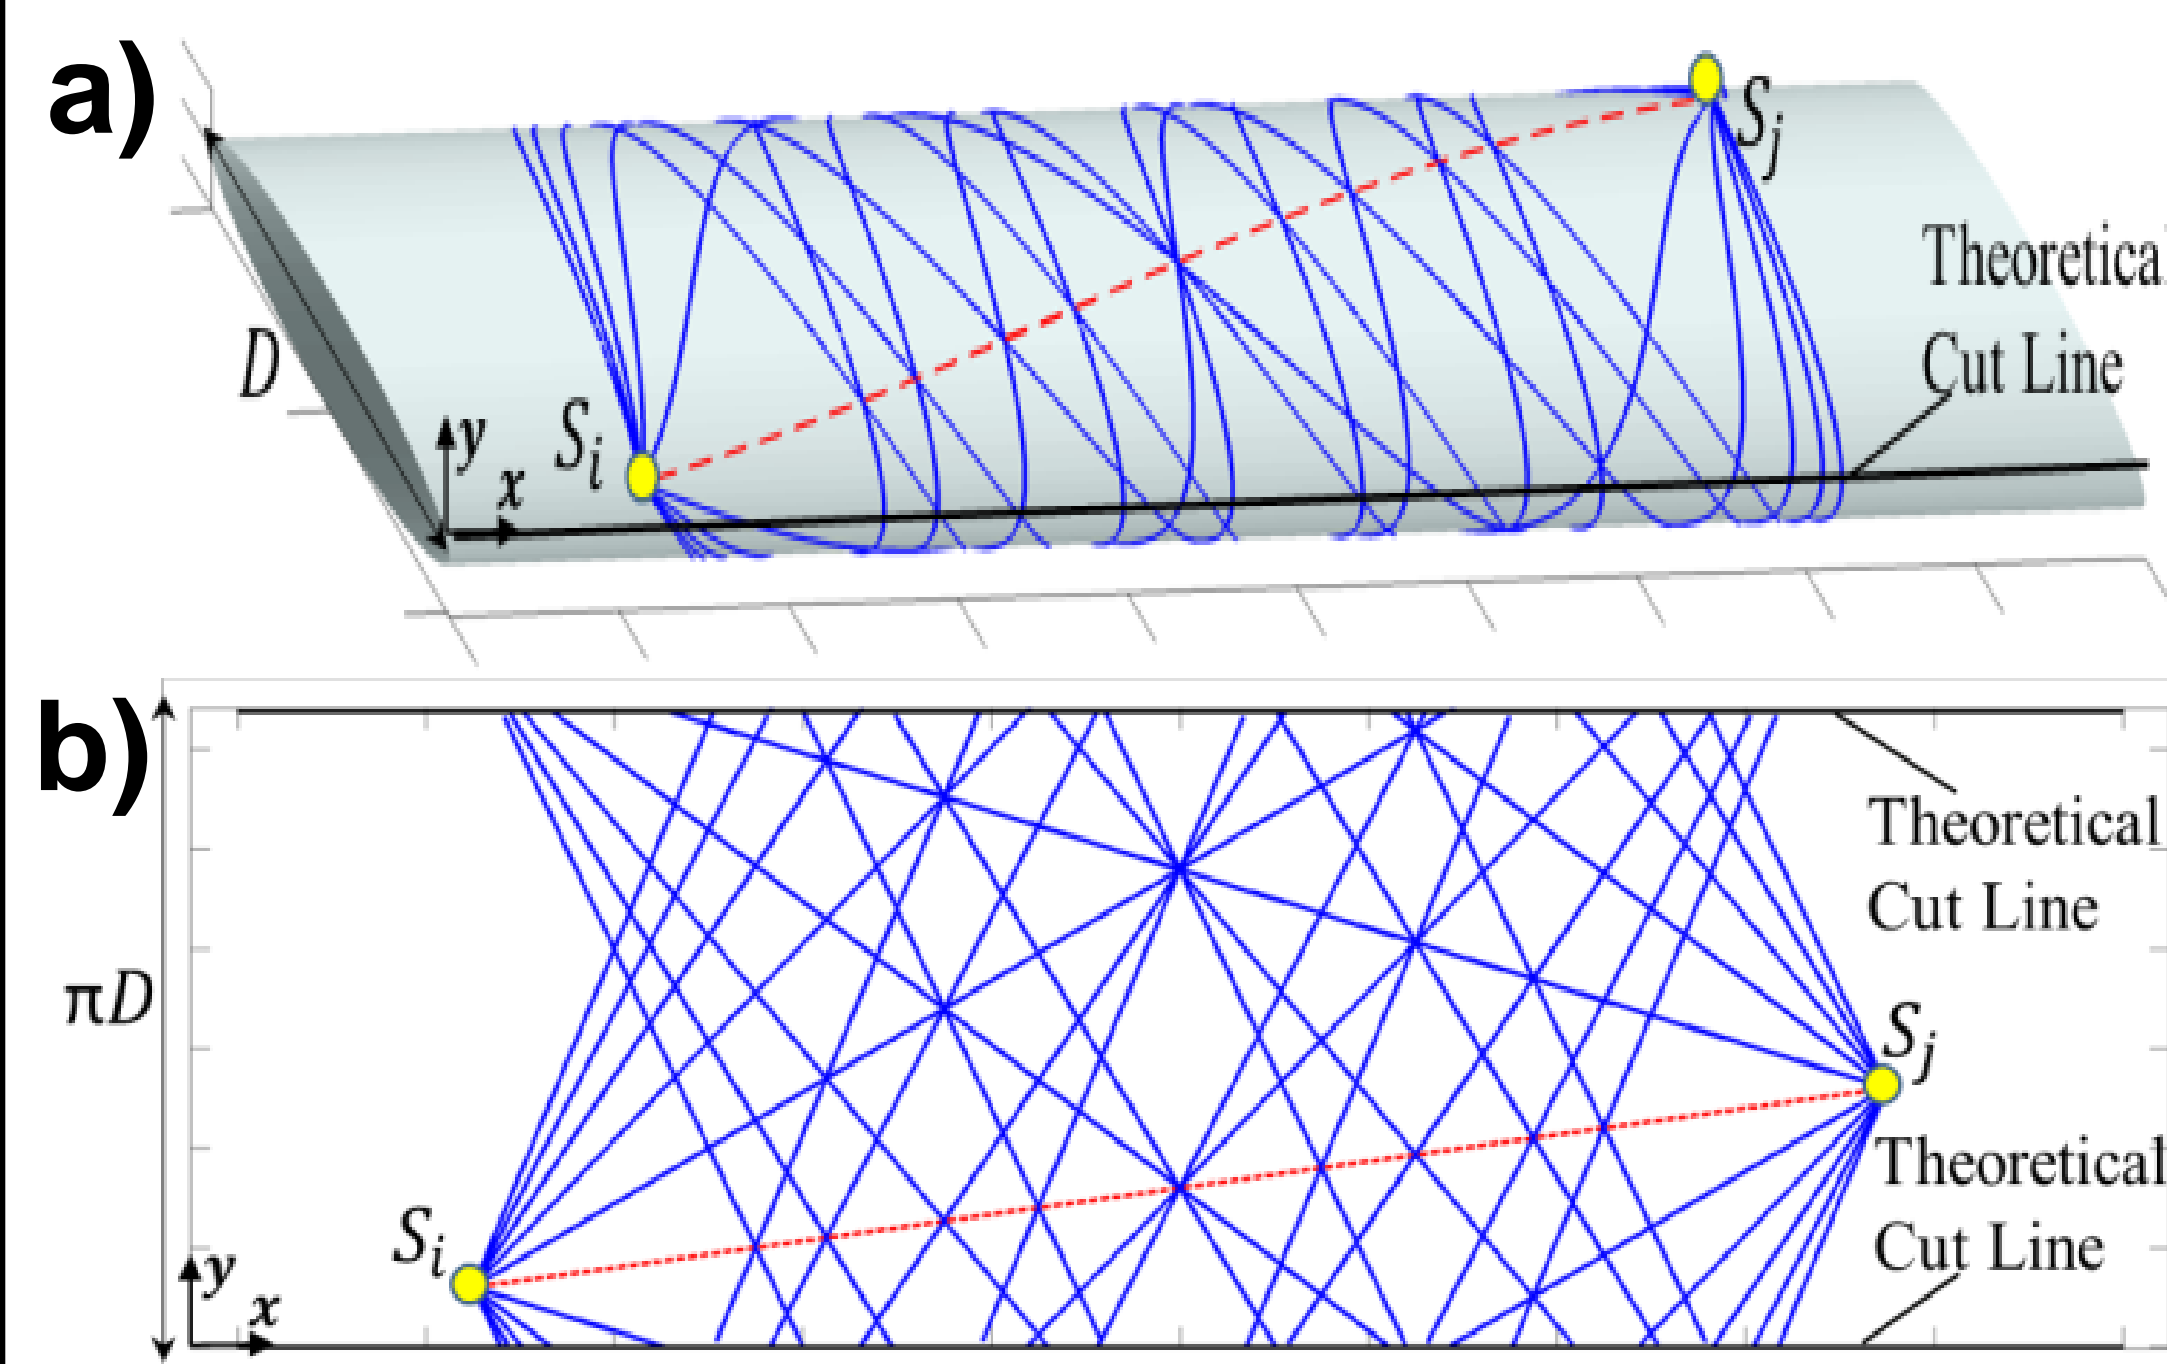 a)
S_j
Theoretica
Cut Line
D
S_i
y
x
b)
Theoretical
Cut Line
πD
S_j
Theoretical
Cut Line
S_i
y
x